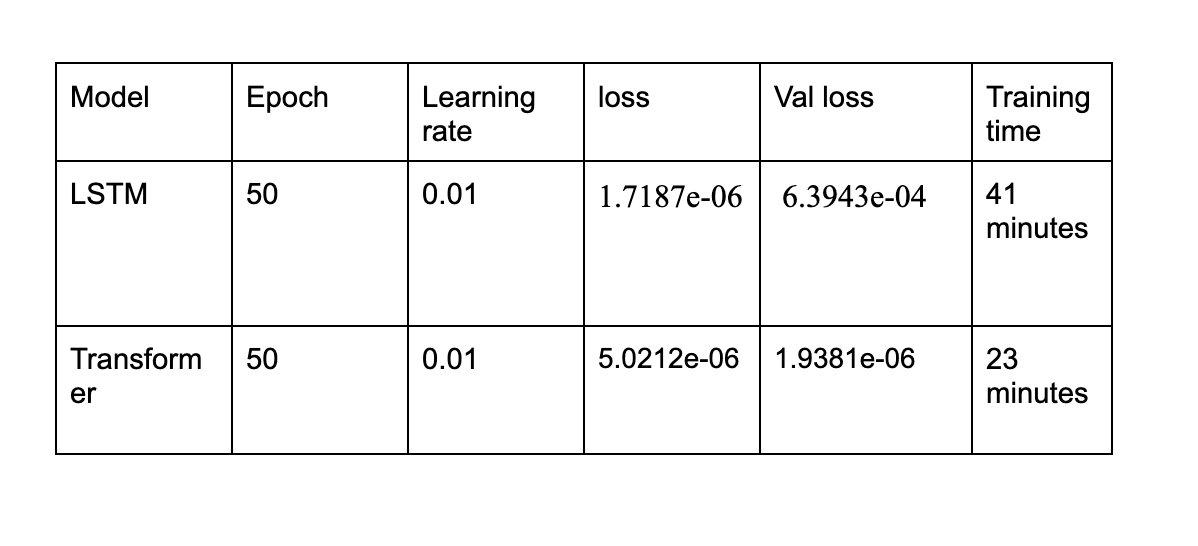 Model Epoch Learning rate loss Val loss Training time
LSTM 50 0.01 1.7187e-06 6.3943e-04 41 minutes
Transformer 50 0.01 5.0212e-06 1.9381e-06 23 minutes